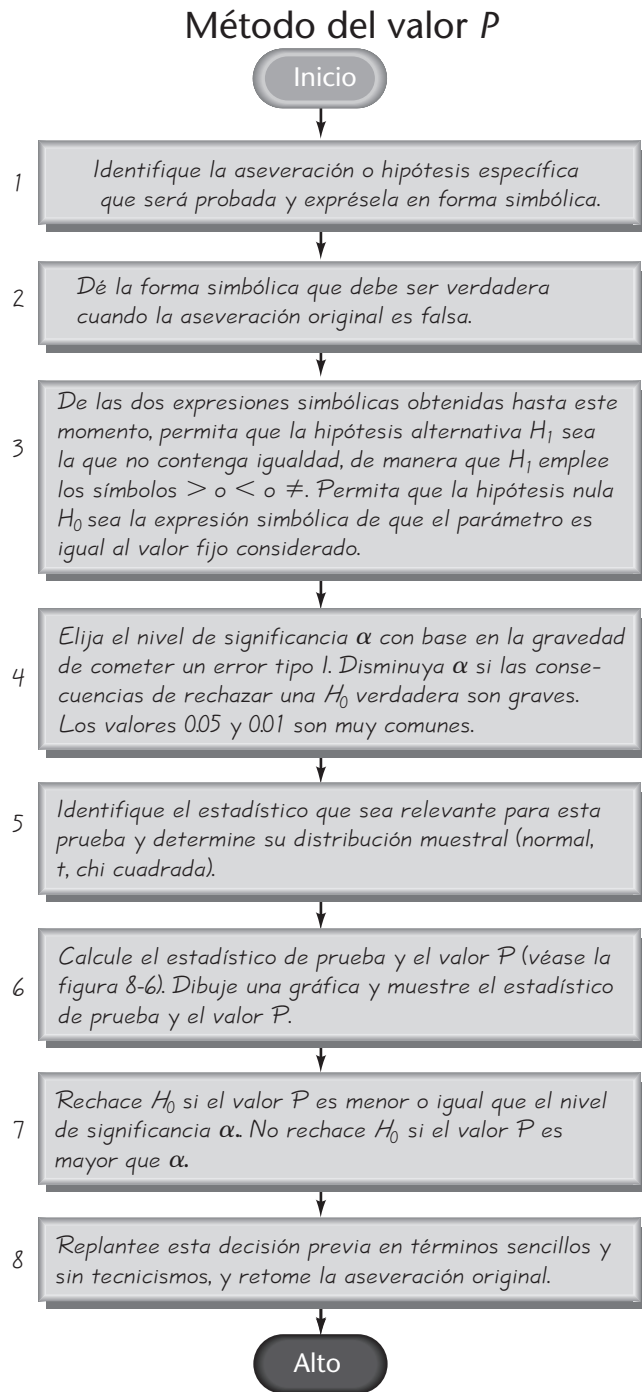 Método del valor P
Inicio
1
Identifique la aseveración o hipótesis específica
que será probada y exprésela en forma simbólica.
2
Dé la forma simbólica que debe ser verdadera
cuando la aseveración original es falsa.
3
De las dos expresiones simbólicas obtenidas hasta este
momento, permita que la hipótesis alternativa H₁ sea
la que no contenga igualdad, de manera que H₁ emplee
los símbolos > o < o ≠. Permita que la hipótesis nula
H₀ sea la expresión simbólica de que el parámetro es
igual al valor fijo considerado.
4
Elija el nivel de significancia α con base en la gravedad
de cometer un error tipo I. Disminuya α si las conse-
cuencias de rechazar una H₀ verdadera son graves.
Los valores 0.05 y 0.01 son muy comunes.
5
Identifique el estadístico que sea relevante para esta
prueba y determine su distribución muestral (normal,
t, chi cuadrada).
6
Calcule el estadístico de prueba y el valor P (véase la
figura 8-6). Dibuje una gráfica y muestre el estadístico
de prueba y el valor P.
7
Rechace H₀ si el valor P es menor o igual que el nivel
de significancia α.. No rechace H₀ si el valor P es
mayor que α.
8
Replantee esta decisión previa en términos sencillos y
sin tecnicismos, y retome la aseveración original.
Alto